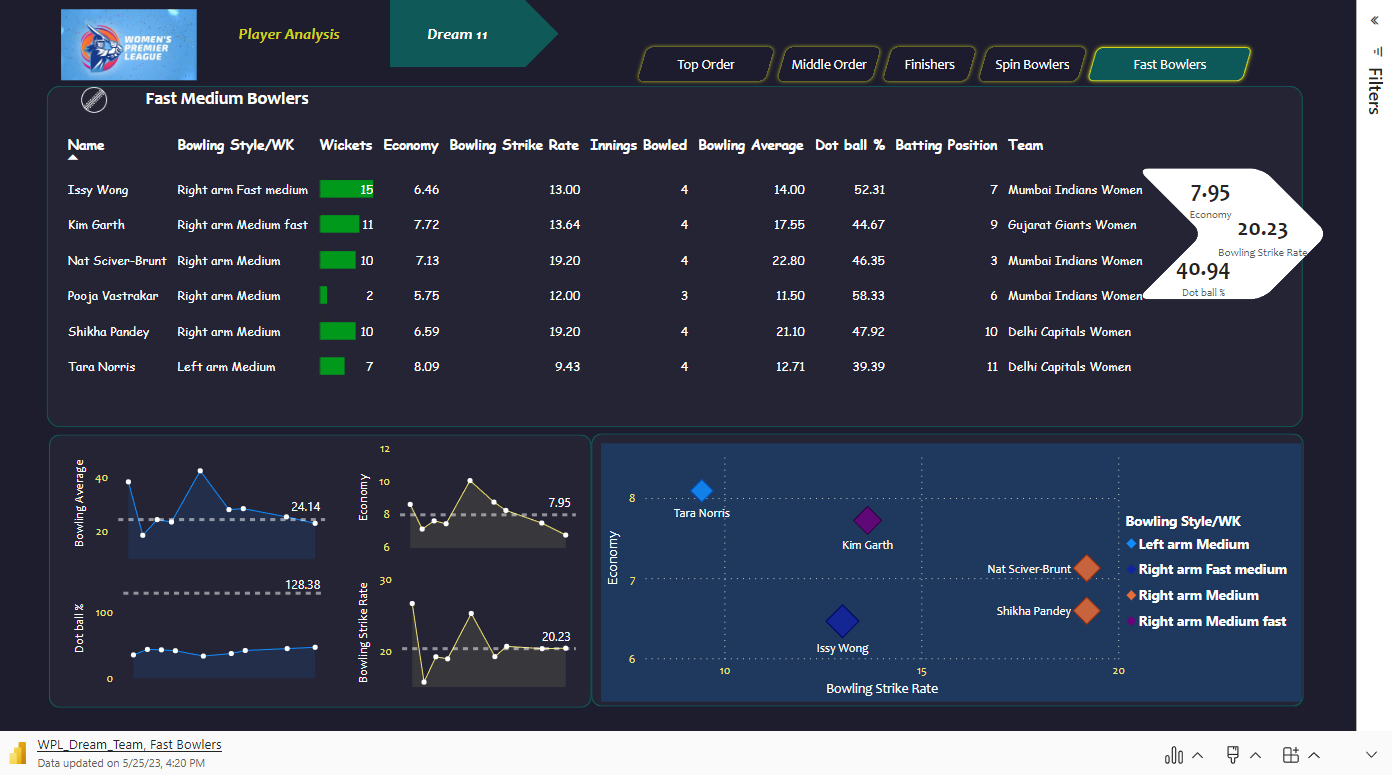 WOMEN'S
PREMIER
LEAGUE
Player Analysis
Dream 11
Top Order
Middle Order
Finishers
Spin Bowlers
Fast Bowlers
Filters
Fast Medium Bowlers
Name Bowling Style/WK Wickets Economy Bowling Strike Rate Innings Bowled Bowling Average Dot ball % Batting Position Team
Issy Wong Right arm Fast medium 15 6.46 13.00 4 14.00 52.31 7 Mumbai Indians Women
Kim Garth Right arm Medium fast 11 7.72 13.64 4 17.55 44.67 9 Gujarat Giants Women
Nat Sciver-Brunt Right arm Medium 10 7.13 19.20 4 22.80 46.35 3 Mumbai Indians Women
Pooja Vastrakar Right arm Medium 2 5.75 12.00 3 11.50 58.33 6 Mumbai Indians Women
Shikha Pandey Right arm Medium 10 6.59 19.20 4 21.10 47.92 10 Delhi Capitals Women
Tara Norris Left arm Medium 7 8.09 9.43 4 12.71 39.39 11 Delhi Capitals Women
7.95
Economy
20.23
Bowling Strike Rate
40.94
Dot ball %
Bowling Average
40
20
24.14
Economy
12
10
8
6
7.95
Dot ball %
100
0
128.38
Bowling Strike Rate
30
20
20.23
Economy
8
7
6
Tara Norris
Kim Garth
Nat Sciver-Brunt
Shikha Pandey
Issy Wong
10 15 20
Bowling Strike Rate
Bowling Style/WK
Left arm Medium
Right arm Fast medium
Right arm Medium
Right arm Medium fast
WPL_Dream_Team, Fast Bowlers
Data updated on 5/25/23, 4:20 PM